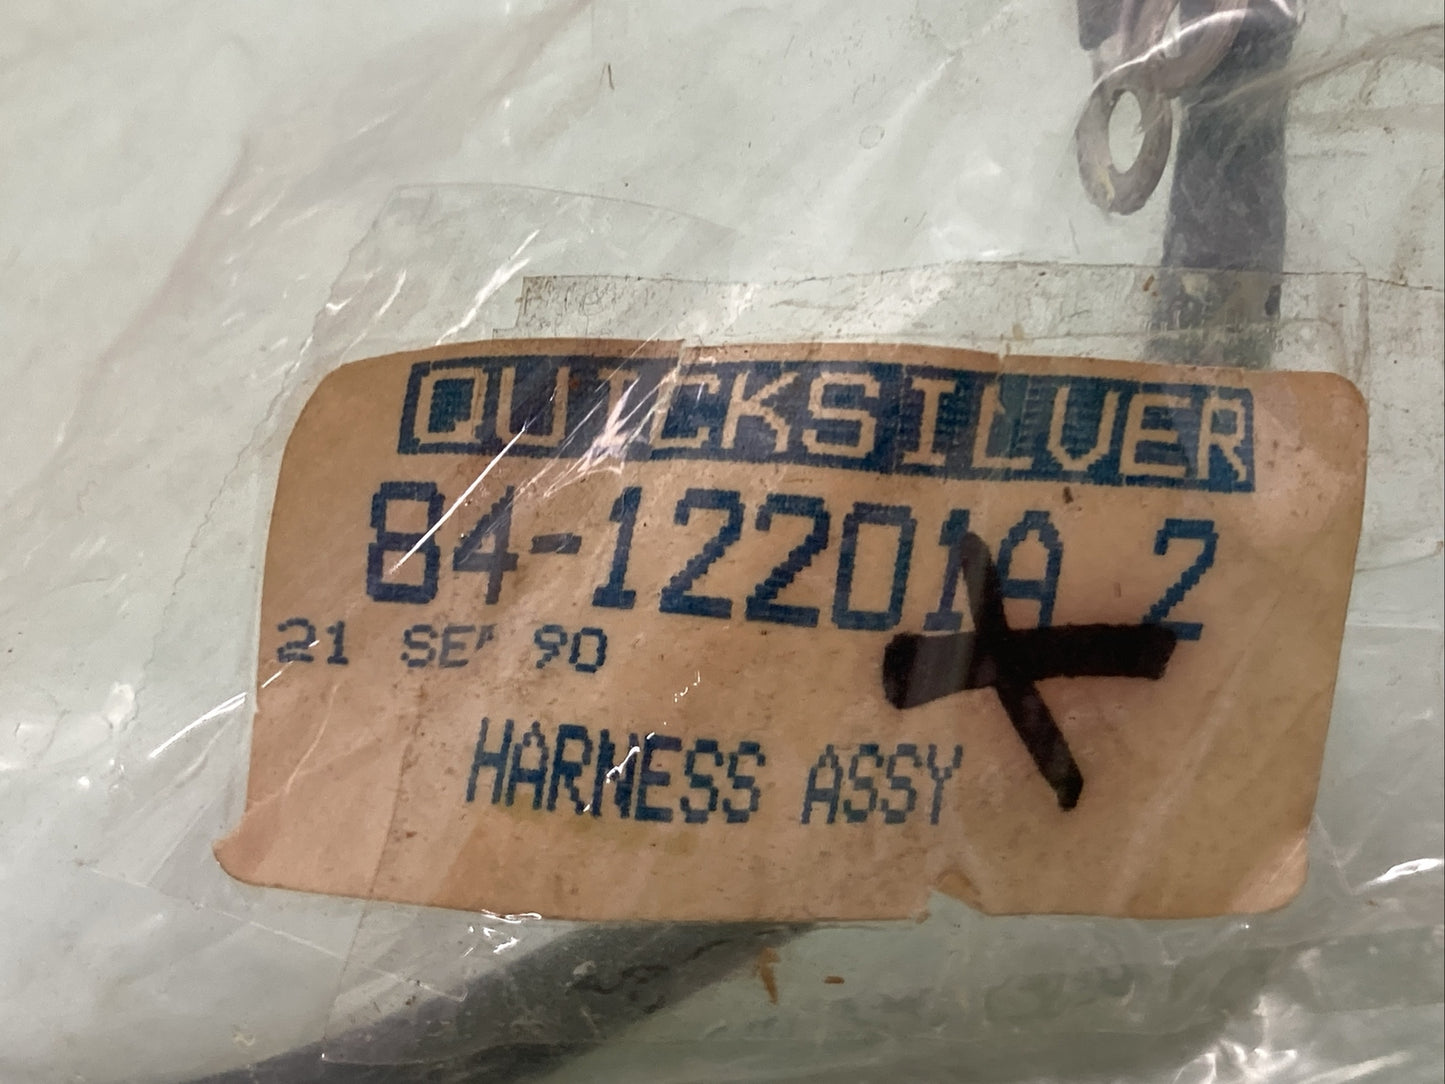 QUICKSILVER
84-12201A 2
21 SEP 90
HARNESS ASSY